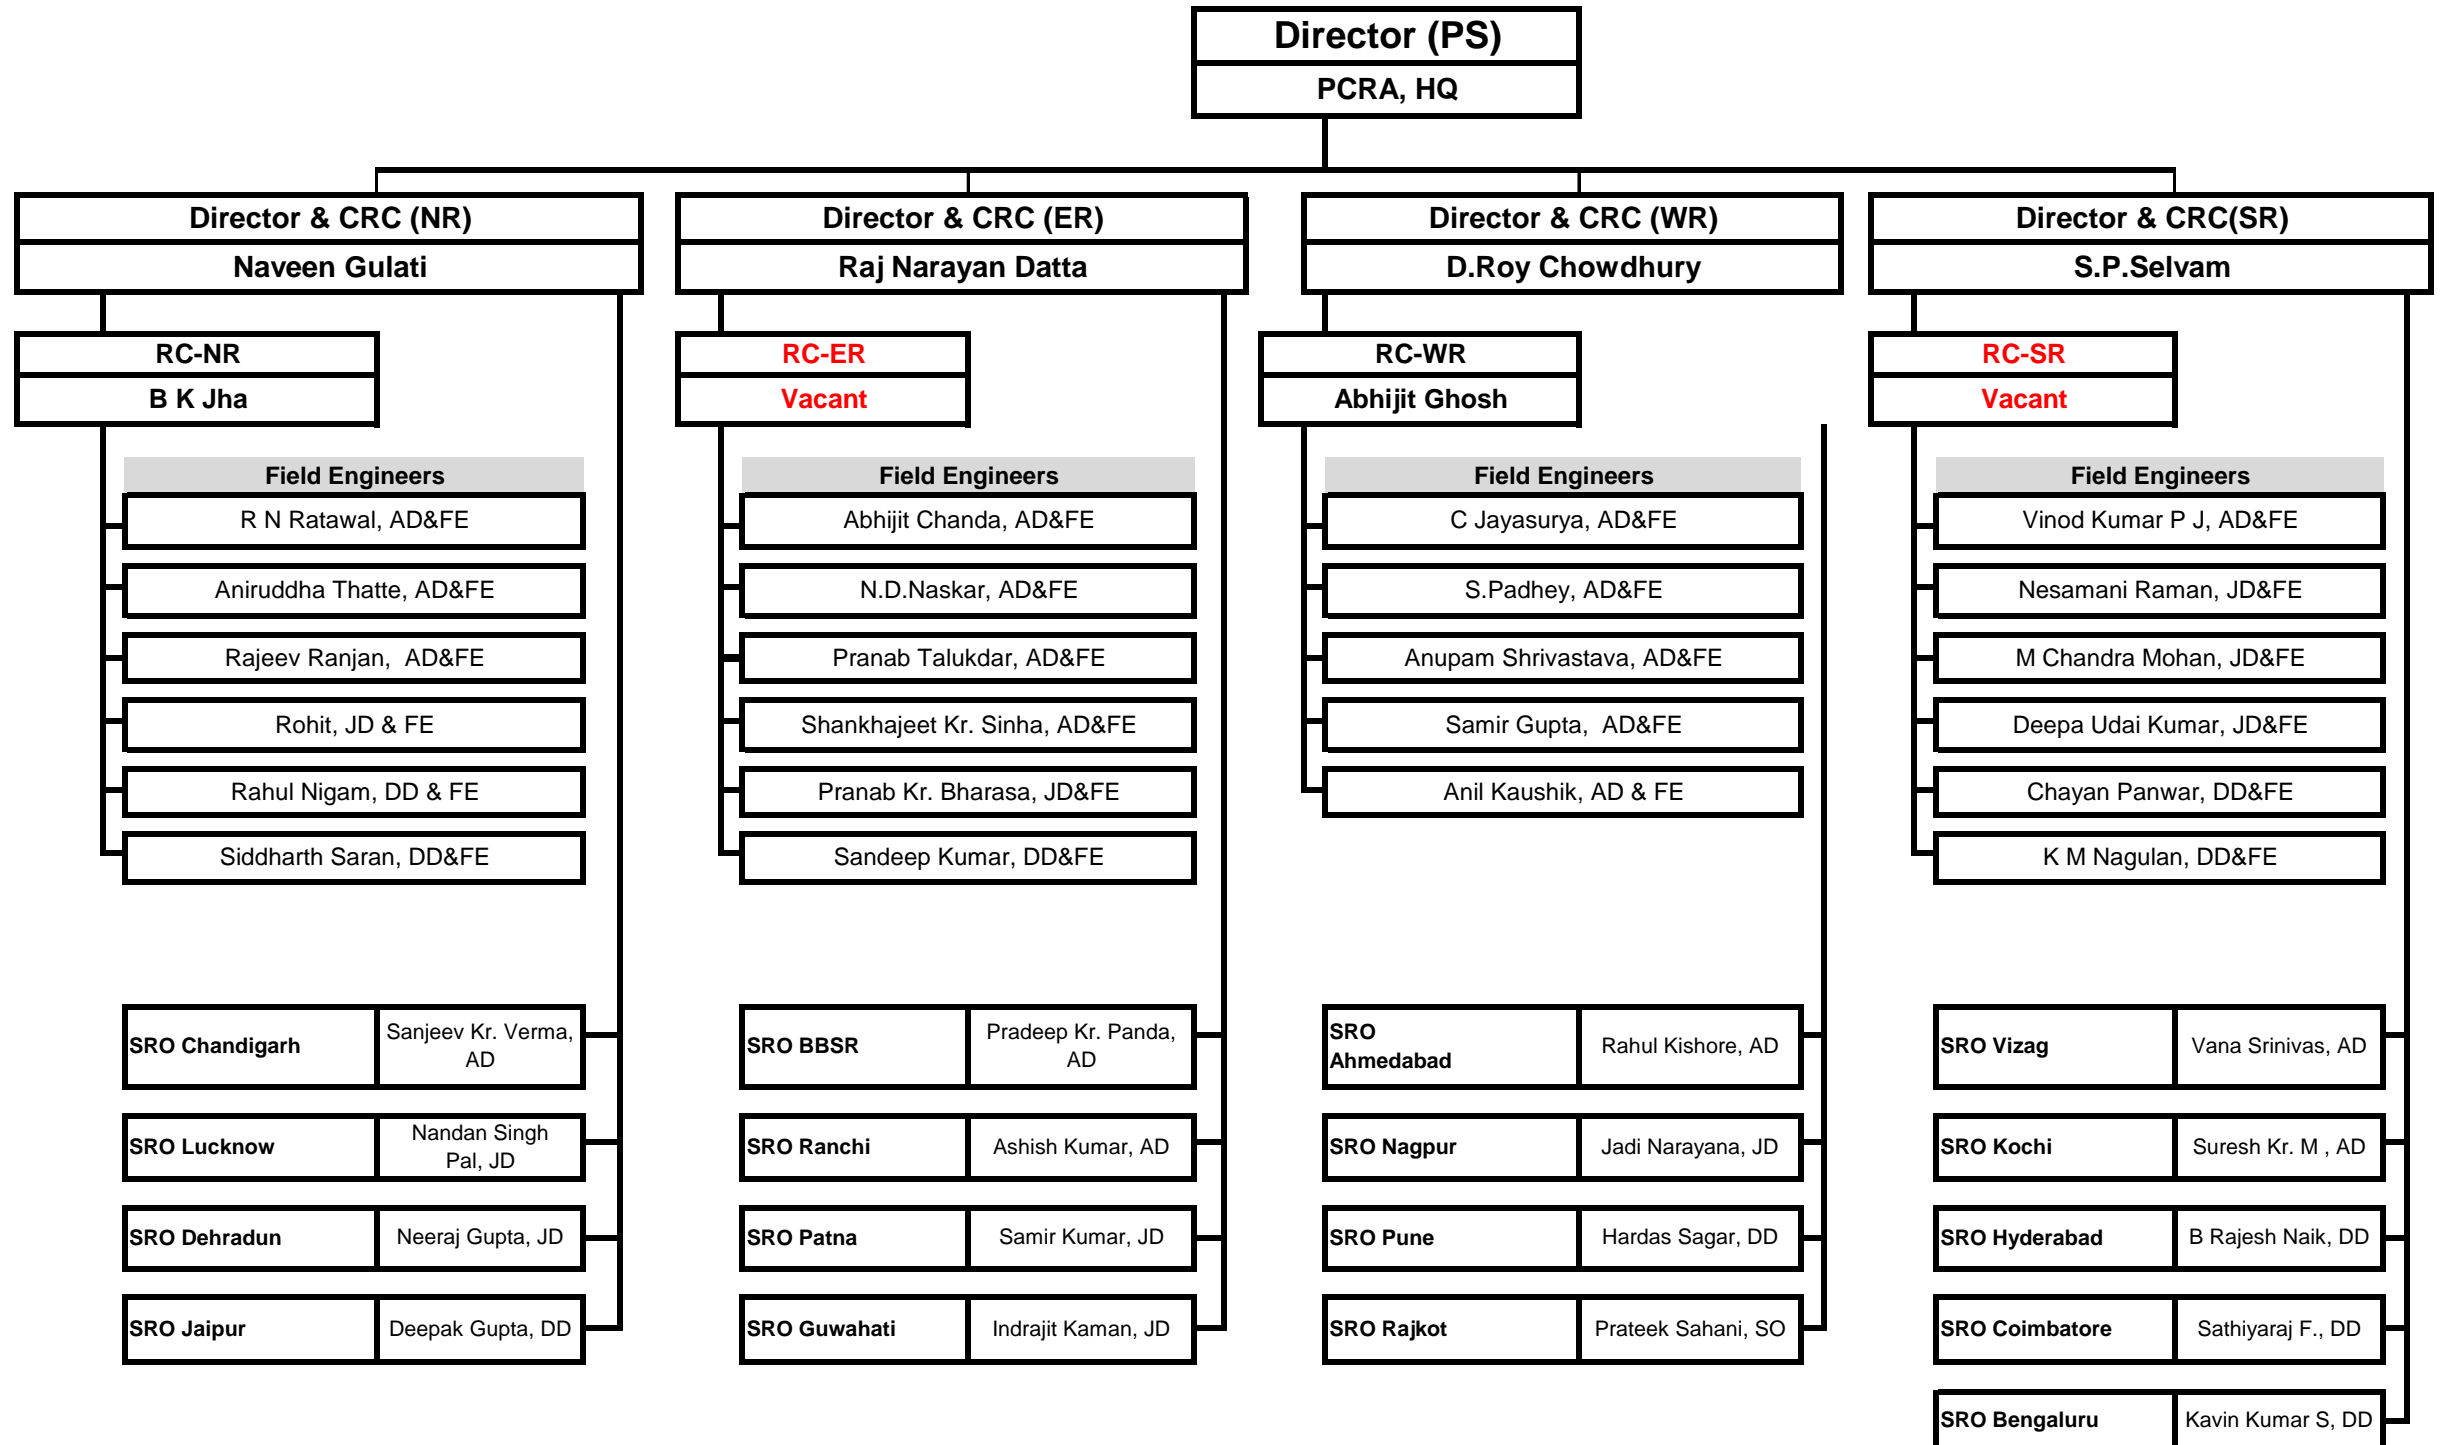 Director (PS)
PCRA, HQ
Director & CRC (NR)
Naveen Gulati
Director & CRC (ER)
Raj Narayan Datta
Director & CRC (WR)
D.Roy Chowdhury
Director & CRC(SR)
S.P.Selvam
RC-NR
B K Jha
RC-ER
Vacant
RC-WR
Abhijit Ghosh
RC-SR
Vacant
Field Engineers
R N Ratawal, AD&FE
Aniruddha Thatte, AD&FE
Rajeev Ranjan,  AD&FE
Rohit, JD & FE
Rahul Nigam, DD & FE
Siddharth Saran, DD&FE
Field Engineers
Abhijit Chanda, AD&FE
N.D.Naskar, AD&FE
Pranab Talukdar, AD&FE
Shankhajeet Kr. Sinha, AD&FE
Pranab Kr. Bharasa, JD&FE
Sandeep Kumar, DD&FE
Field Engineers
C Jayasurya, AD&FE
S.Padhey, AD&FE
Anupam Shrivastava, AD&FE
Samir Gupta,  AD&FE
Anil Kaushik, AD & FE
Field Engineers
Vinod Kumar P J, AD&FE
Nesamani Raman, JD&FE
M Chandra Mohan, JD&FE
Deepa Udai Kumar, JD&FE
Chayan Panwar, DD&FE
K M Nagulan, DD&FE
SRO Chandigarh
Sanjeev Kr. Verma,
AD
SRO Lucknow
Nandan Singh
Pal, JD
SRO Dehradun
Neeraj Gupta, JD
SRO Jaipur
Deepak Gupta, DD
SRO BBSR
Pradeep Kr. Panda,
AD
SRO Ranchi
Ashish Kumar, AD
SRO Patna
Samir Kumar, JD
SRO Guwahati
Indrajit Kaman, JD
SRO
Ahmedabad
Rahul Kishore, AD
SRO Nagpur
Jadi Narayana, JD
SRO Pune
Hardas Sagar, DD
SRO Rajkot
Prateek Sahani, SO
SRO Vizag
Vana Srinivas, AD
SRO Kochi
Suresh Kr. M , AD
SRO Hyderabad
B Rajesh Naik, DD
SRO Coimbatore
Sathiyaraj F., DD
SRO Bengaluru
Kavin Kumar S, DD